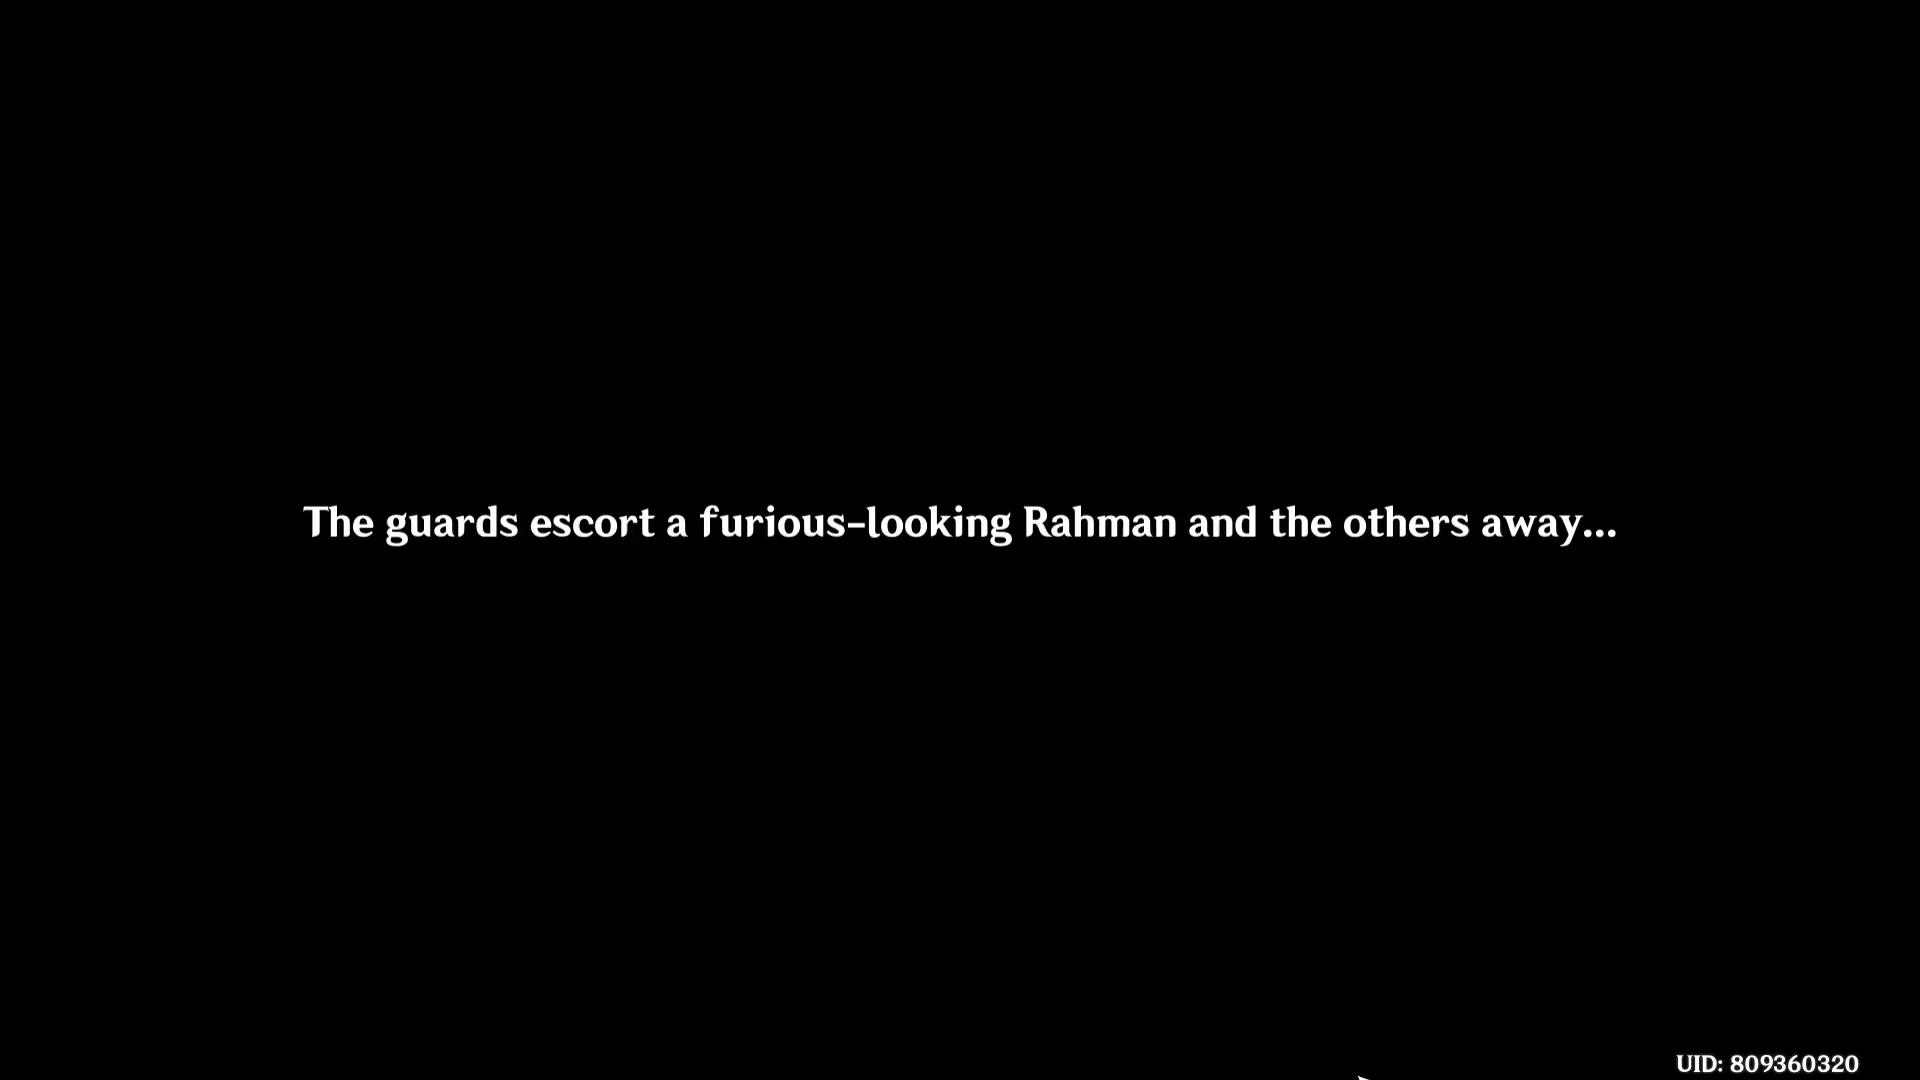 The guards escort a furious-looking Rahman and the others away...
UID: 809360320